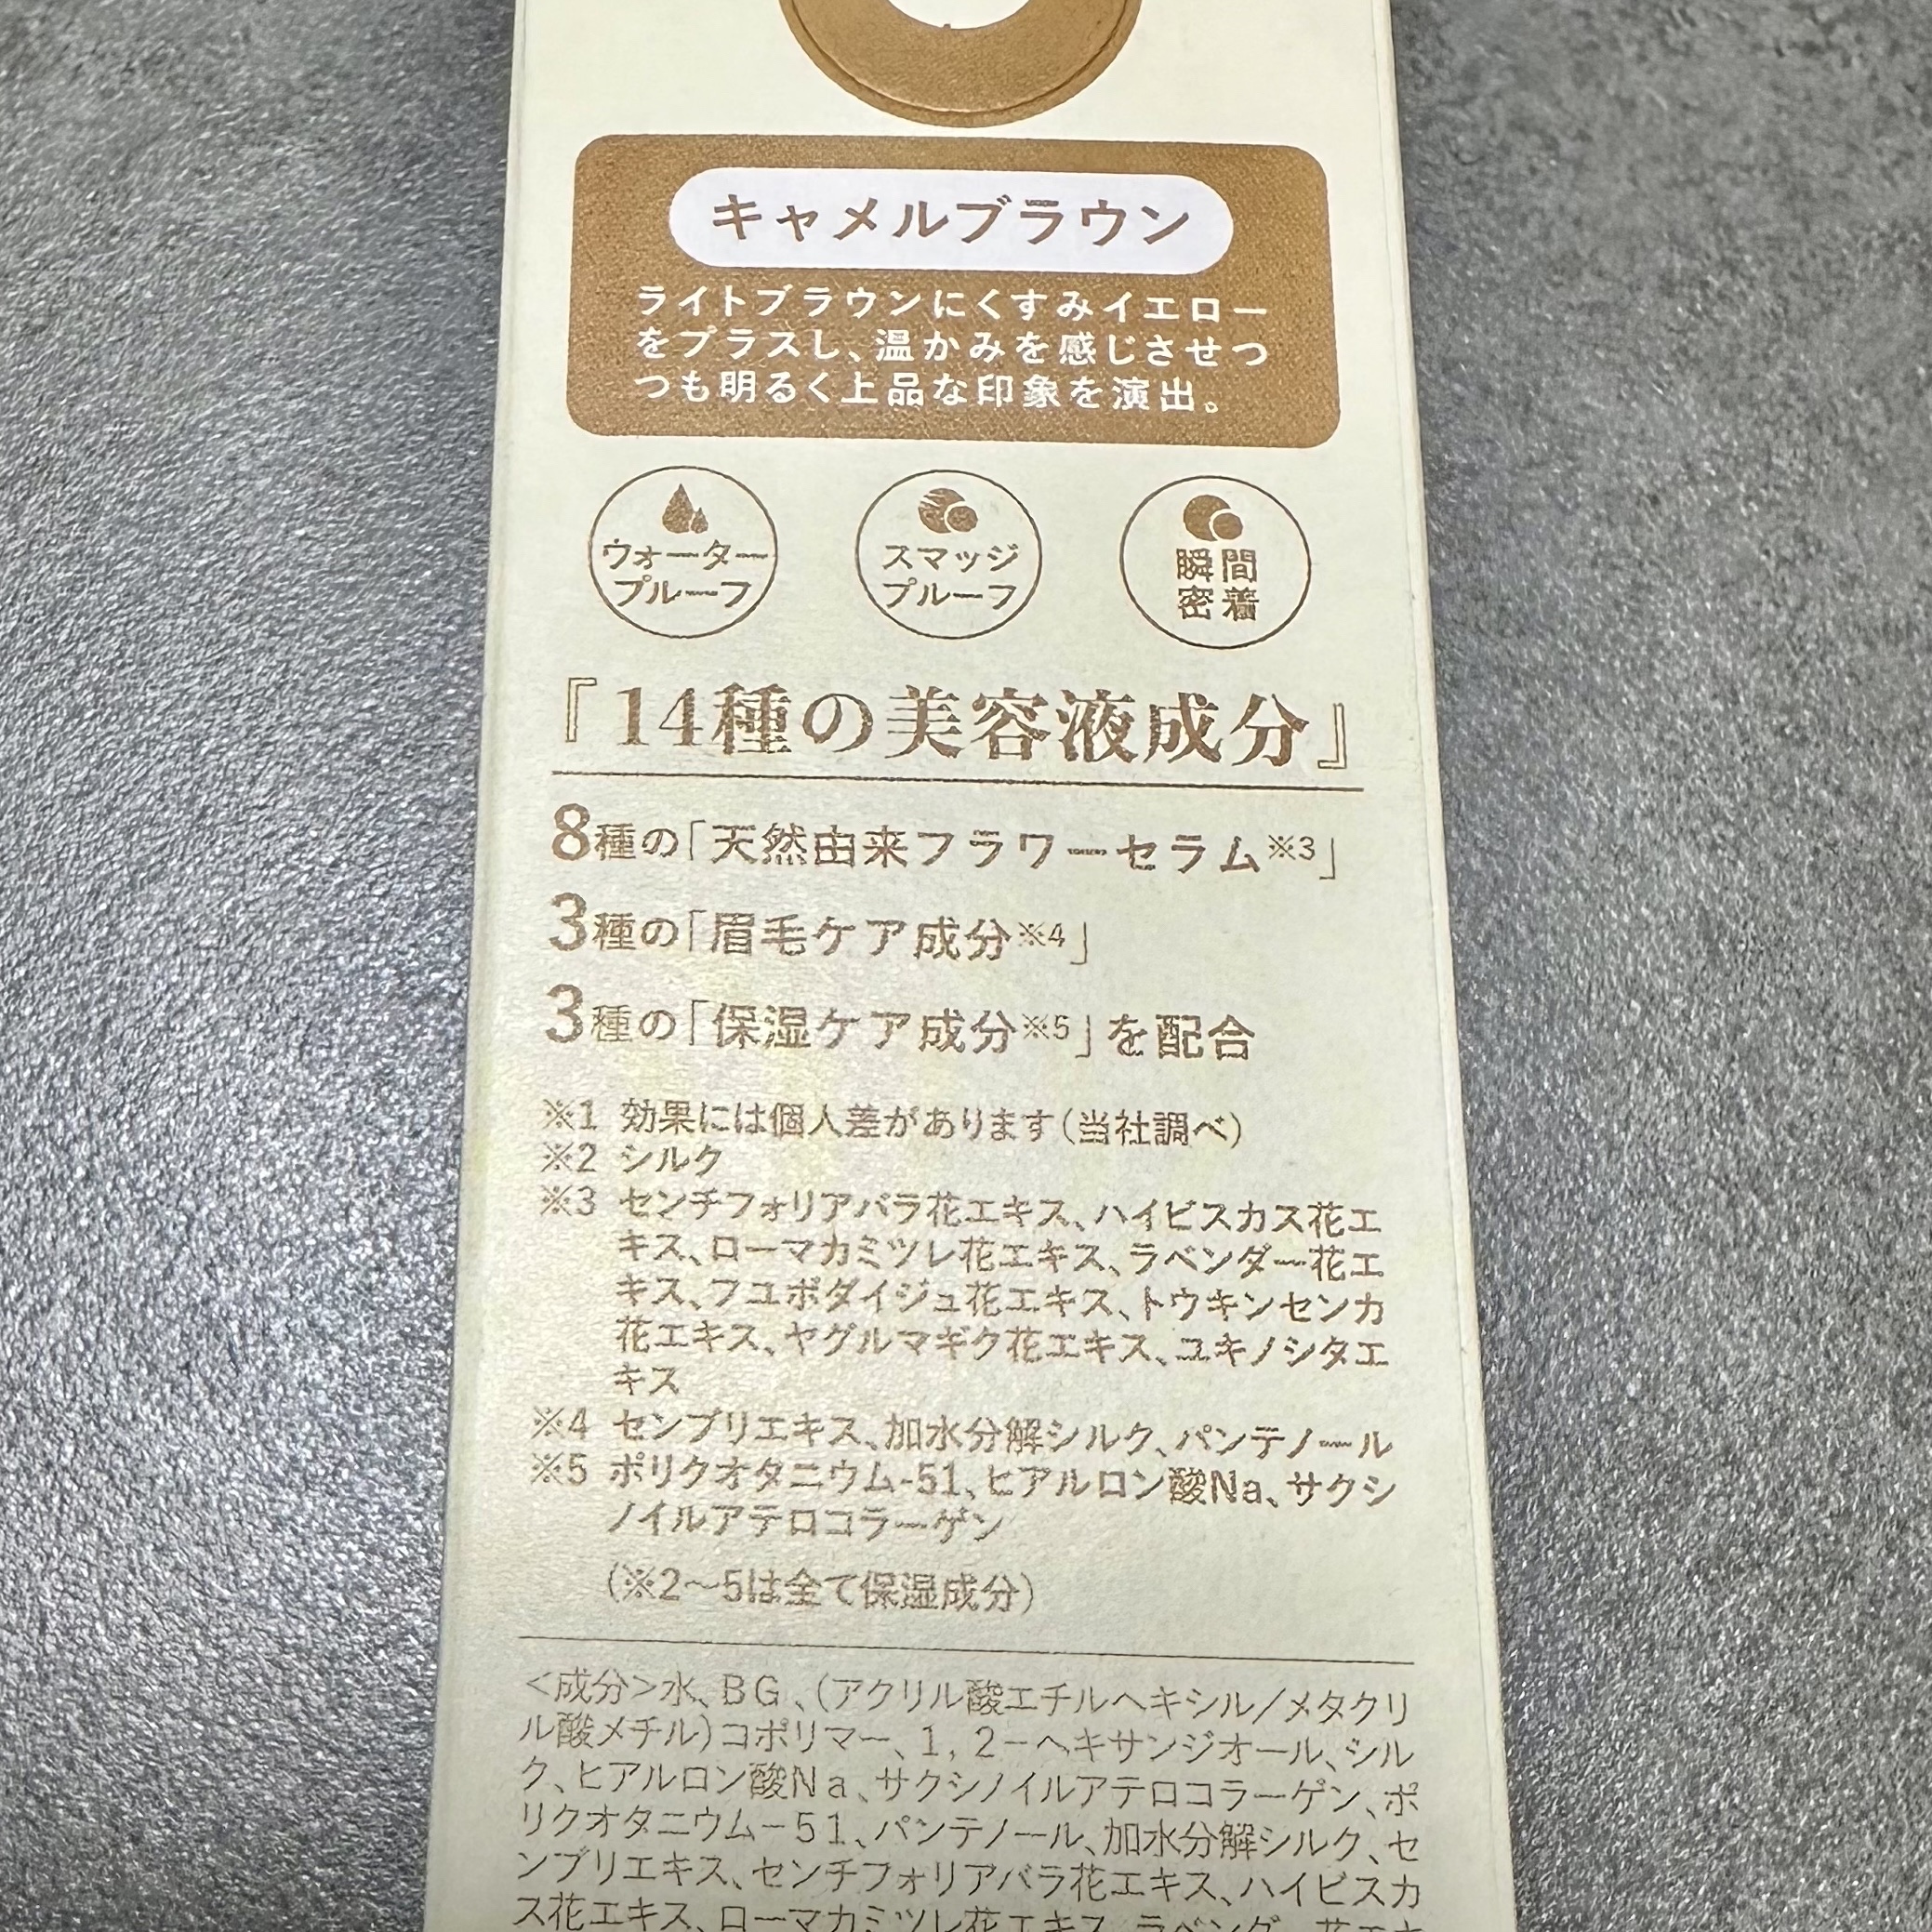 キャメルブラウン
ライトブラウンにくすみイエロー
をプラスし、温かみを感じさせつ
つも明るく上品な印象を演出。
ウォーター
プルーフ
スマッジ
プルーフ
瞬間
密着
『14種の美容液成分』
8種の「天然由来フラワーセラム※3」
3種の「眉毛ケア成分※4」
3種の「保湿ケア成分※5」を配合
※1 効果には個人差があります(当社調べ)
※2 シルク
※3 センチフォリアバラ花エキス、ハイビスカス花エ
キス、ローマカミツレ花エキス、ラベンダー花エ
キス、フユボダイジュ花エキス、トウキンセンカ
花エキス、ヤグルマギク花エキス、ユキノシタエ
キス
※4 センブリエキス、加水分解シルク、パンテノール
※5 ポリクオタニウム-51、ヒアルロン酸Na、サクシ
ノイルアテロコラーゲン
(※2〜5は全て保湿成分)
<成分>水、BG、(アクリル酸エチルヘキシル/メタクリ
ル酸メチル)コポリマー、1,2-ヘキサンジオール、シル
ク、ヒアルロン酸Na、サクシノイルアテロコラーゲン、ポ
リクオタニウム-51、パンテノール、加水分解シルク、セ
ンブリエキス、センチフォリアバラ花エキス、ハイビスカ
ス花エキス、ローマカミツレ花エキス、ラベンダー花エキ